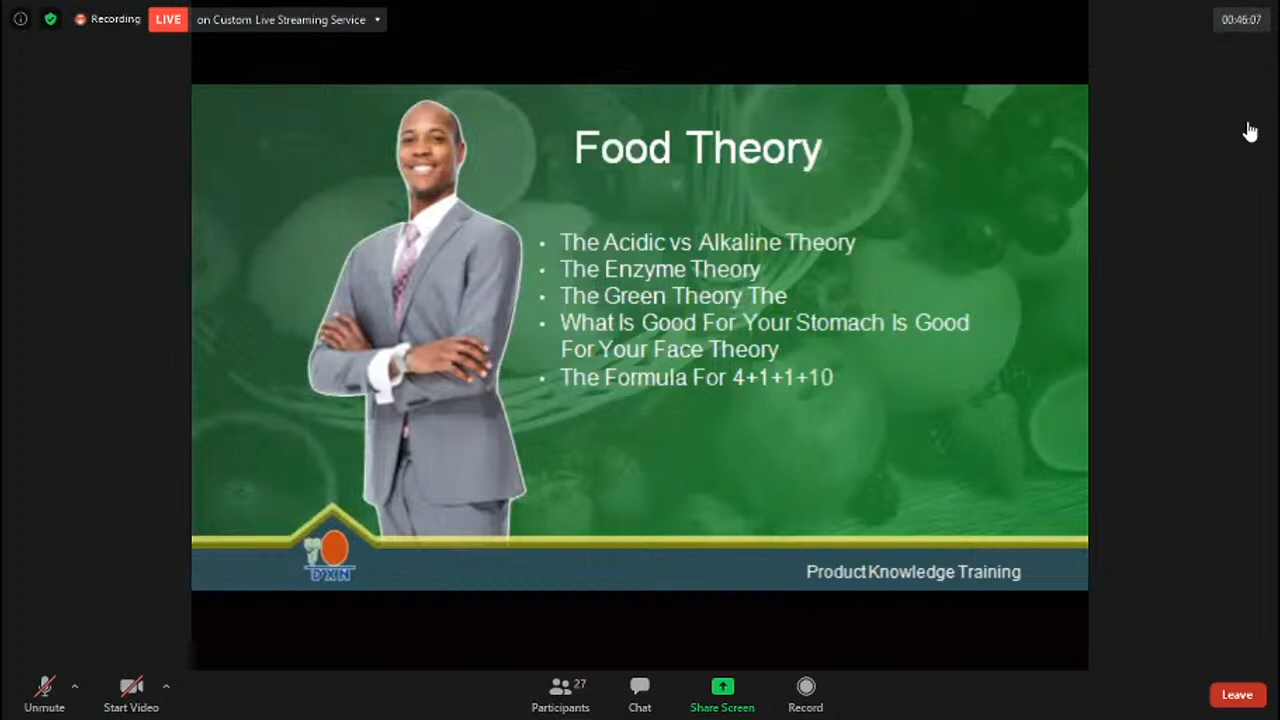 Recording
LIVE
on Custom Live Streaming Service
00:46:07
Food Theory
• The Acidic vs Alkaline Theory
• The Enzyme Theory
• The Green Theory The
• What Is Good For Your Stomach Is Good
For Your Face Theory
• The Formula For 4+1+1+10
DXN
Product Knowledge Training
Unmute
Start Video
27
Participants
Chat
Share Screen
Record
Leave